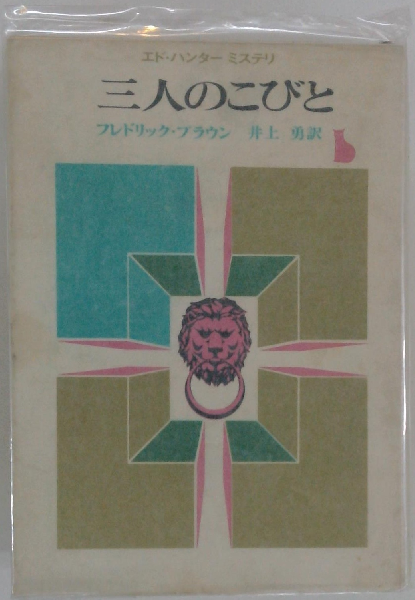 エド・ハンター ミステリ
三人のこびと
フレドリック・ブラウン 井上 勇訳